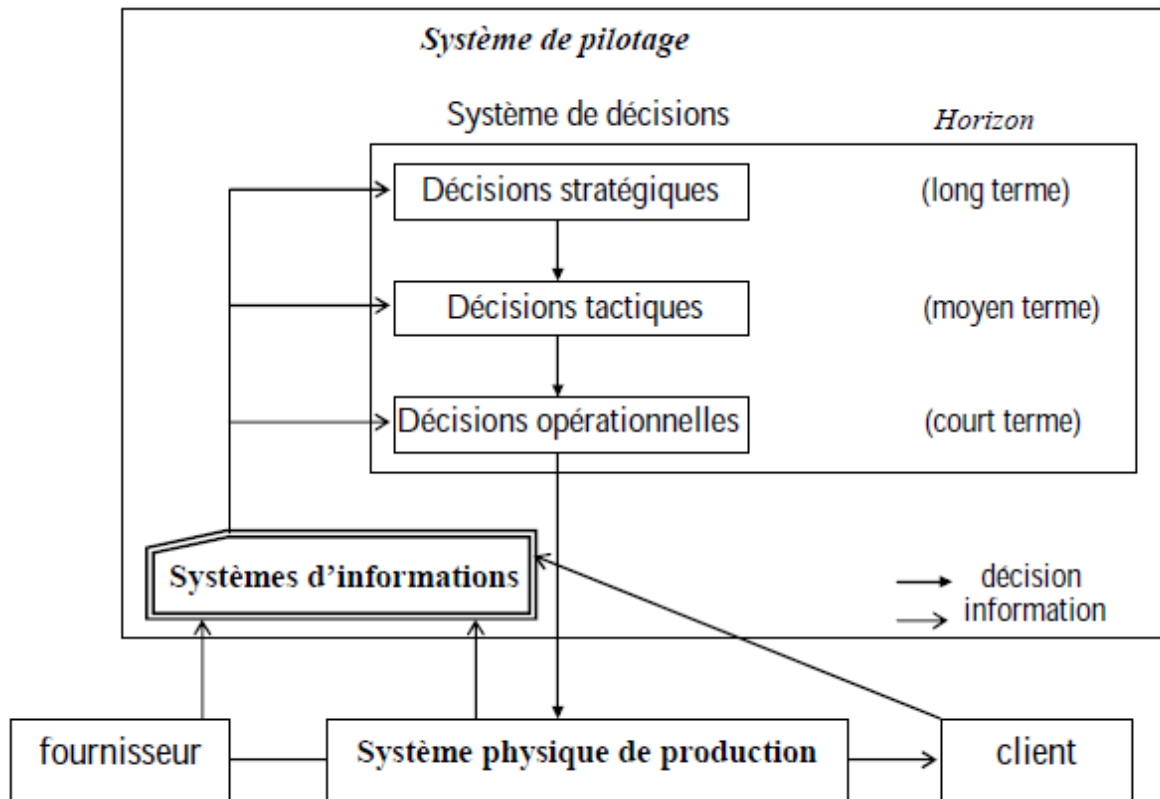 Système de pilotage
Système de décisions
Horizon
Décisions stratégiques
(long terme)
Décisions tactiques
(moyen terme)
Décisions opérationnelles
(court terme)
Systèmes d’informations
décision
information
fournisseur
Système physique de production
client